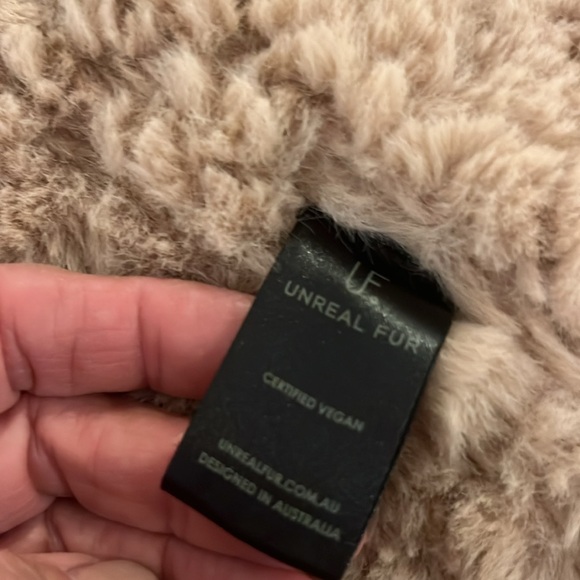 UF
UNREAL FUR
CERTIFIED VEGAN
UNREALFUR.COM.AU
DESIGNED IN AUSTRALIA